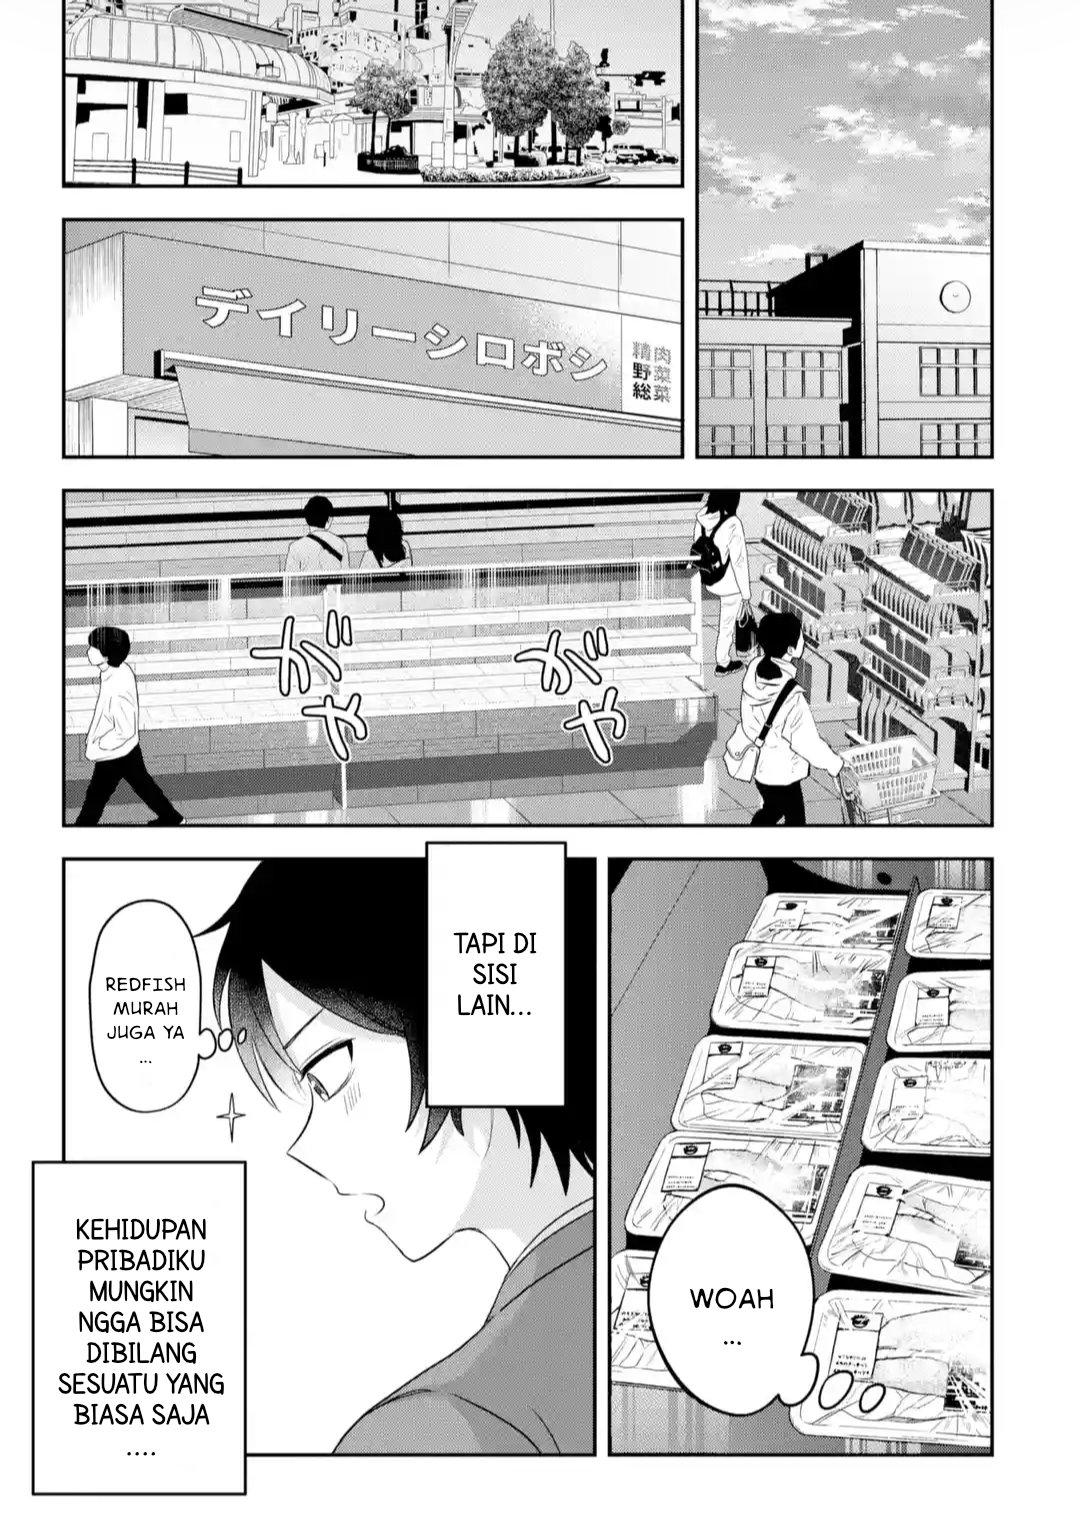 デイリーシロボシ
精肉
野菜
総菜
ガヤ
ガヤ
WOAH
...
TAPI DI
SISI
LAIN...
REDFISH
MURAH
JUGA YA
...
KEHIDUPAN
PRIBADIKU
MUNGKIN
NGGA BISA
DIBILANG
SESUATU YANG
BIASA SAJA
....